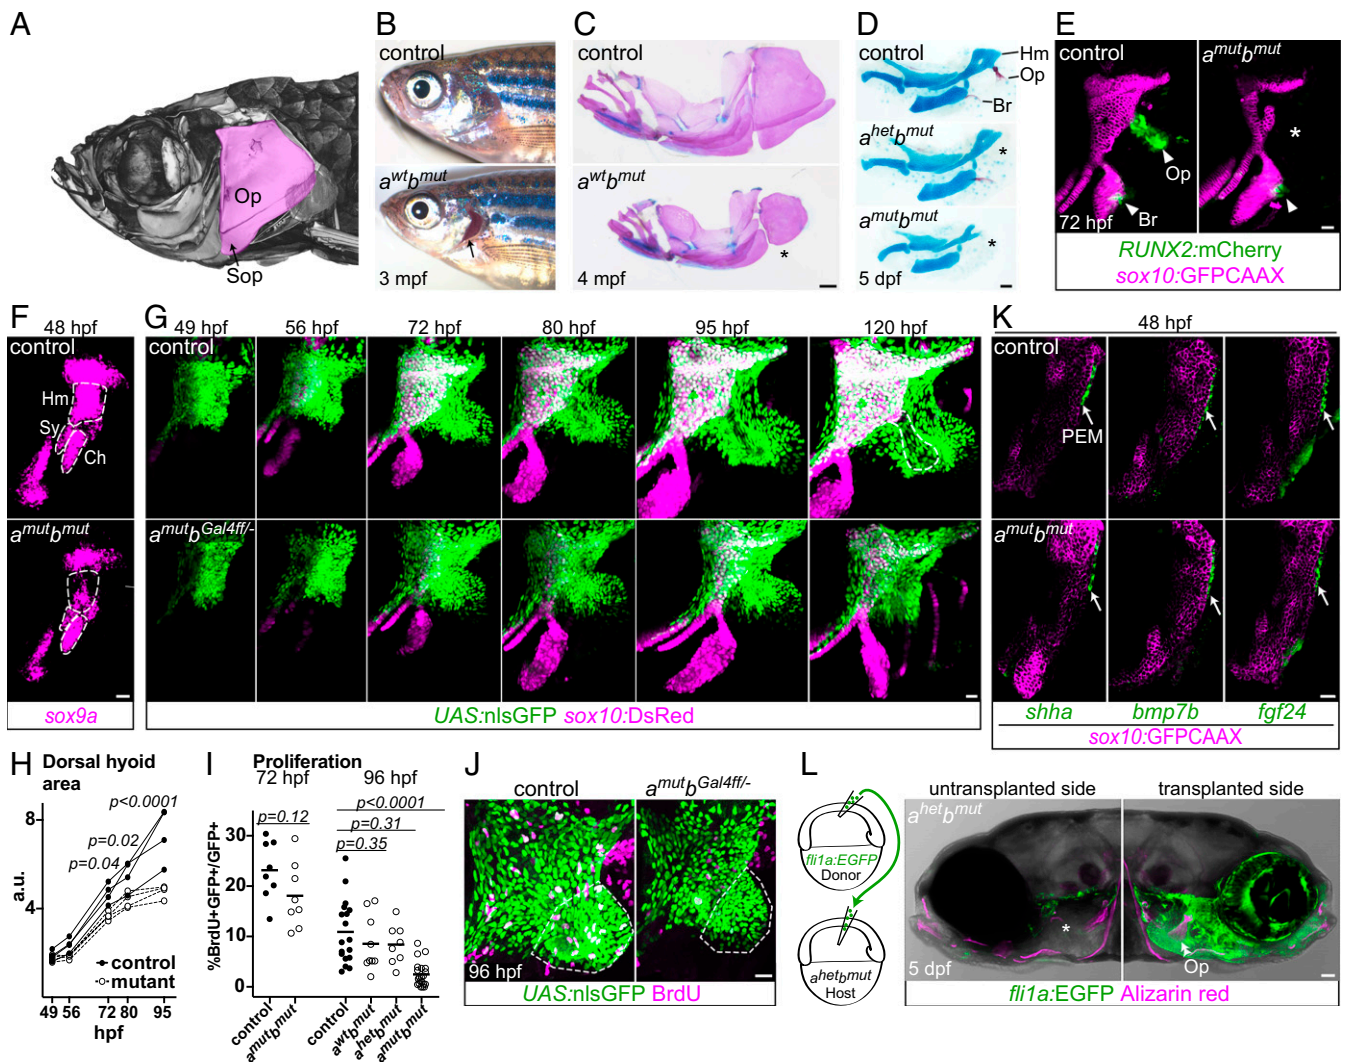 A
Op
Sop
B
control
a^wt b^mut
3 mpf
C
control
a^wt b^mut
*
4 mpf
D
control
Hm
Op
Br
a^het b^mut
*
a^mut b^mut
*
5 dpf
E
control
a^mut b^mut
*
Op
Br
72 hpf
RUNX2:mCherry
sox10:GFPCAAX
F
48 hpf
control
Hm
Sy
Ch
a^mut b^mut
sox9a
G
49 hpf 56 hpf 72 hpf 80 hpf 95 hpf 120 hpf
control
a^mut b^Gal4ff/-
UAS:nlsGFP sox10:DsRed
K
48 hpf
control
PEM
a^mut b^mut
shha bmp7b fgf24
sox10:GFPCAAX
H Dorsal hyoid
area
p<0.0001
p=0.02
p=0.04
8
4
a.u.
control
mutant
49 56 72 80 95
hpf
I Proliferation
72 hpf 96 hpf
p<0.0001
p=0.12
p=0.31
p=0.35
30
20
10
0
%BrdU+GFP+/GFP+
control
a^mut b^mut
control
a^wt b^mut
a^het b^mut
a^mut b^mut
J
control a^mut b^Gal4ff/-
96 hpf
UAS:nlsGFP BrdU
L
fli1a:EGFP
Donor
a^het b^mut
Host
untransplanted side transplanted side
a^het b^mut
*
Op
5 dpf
fli1a:EGFP Alizarin red